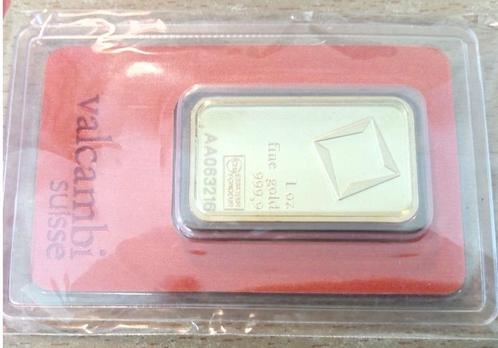 valcambi
suisse
1 oz
fine gold
999,9
AA063216